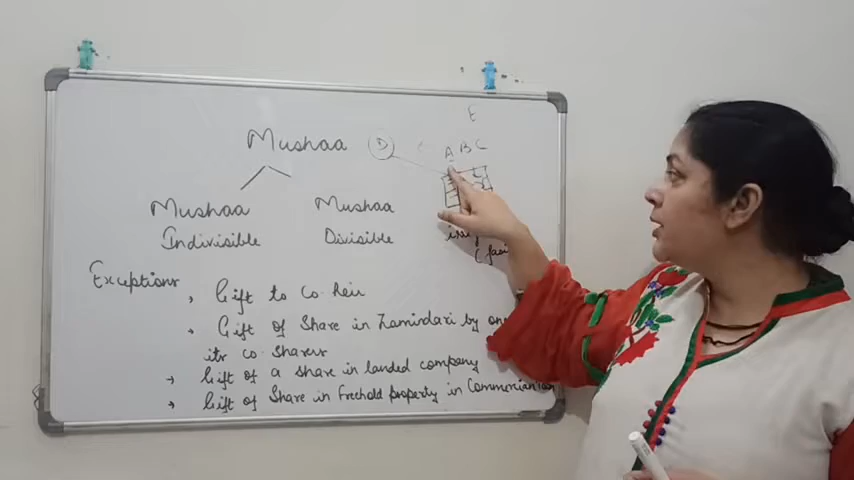 E
Mushaa
D
A B C
Mushaa
Indivisible
Mushaa
Divisible
Exceptions
→ Gift to Co-heir
→ Gift of Share in Zamindari by
its co sharer
→ Gift of a share in landed company
→ Gift of Share in Freehold property in Commercial